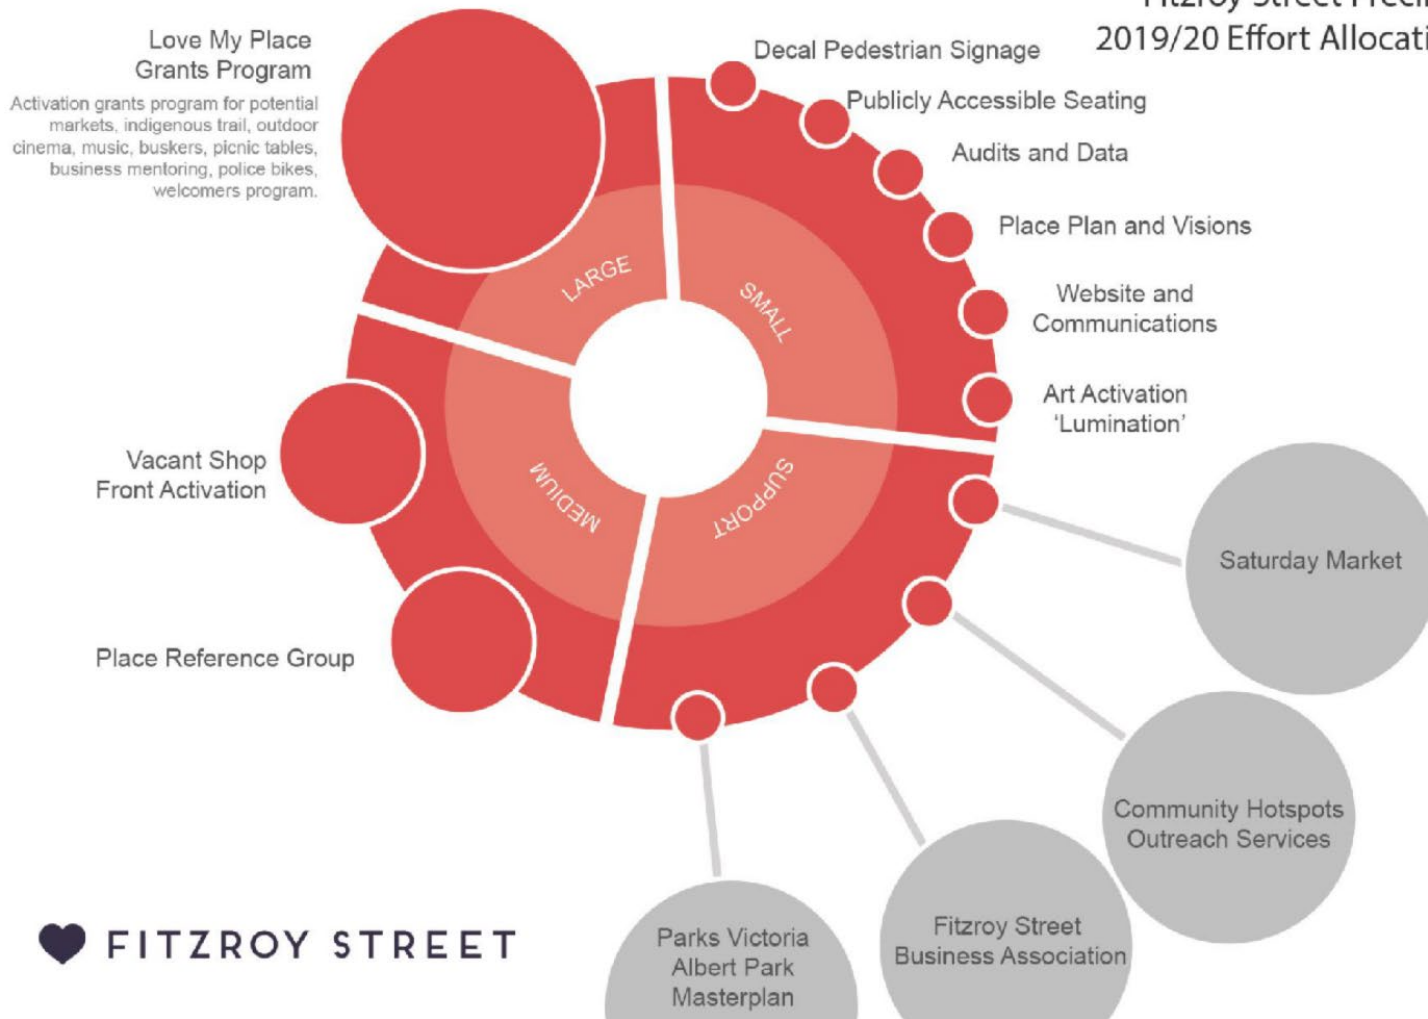 2019/20 Effort Allocati
Love My Place
Grants Program
Activation grants program for potential
markets, indigenous trail, outdoor
cinema, music, buskers, picnic tables,
business mentoring, police bikes,
welcomers program.
Decal Pedestrian Signage
Publicly Accessible Seating
Audits and Data
Place Plan and Visions
Website and
Communications
Art Activation
‘Lumination’
LARGE
SMALL
MEDIUM
SUPPORT
Vacant Shop
Front Activation
Place Reference Group
Saturday Market
Community Hotspots
Outreach Services
Fitzroy Street
Business Association
Parks Victoria
Albert Park
Masterplan
FITZROY STREET